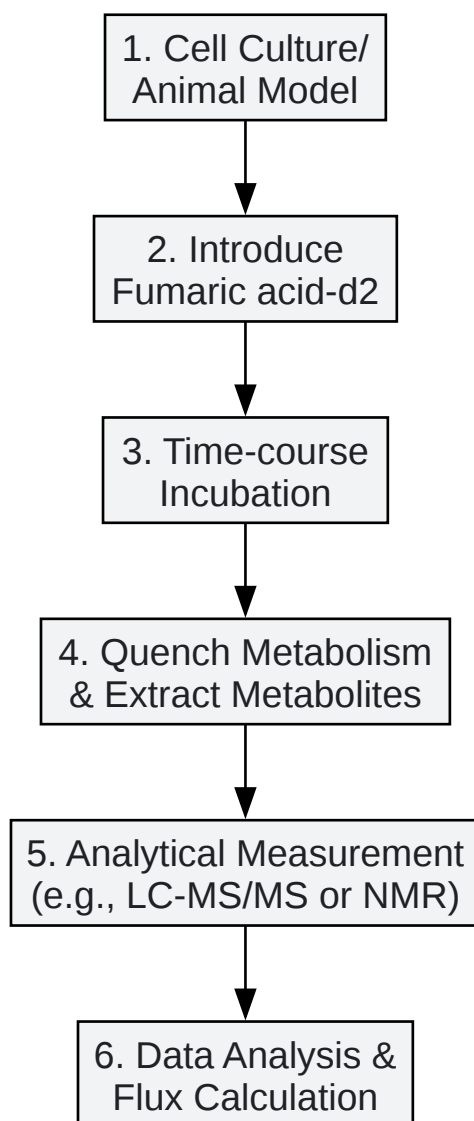 1. Cell Culture/
Animal Model
2. Introduce
Fumaric acid-d2
3. Time-course
Incubation
4. Quench Metabolism
& Extract Metabolites
5. Analytical Measurement
(e.g., LC-MS/MS or NMR)
6. Data Analysis &
Flux Calculation